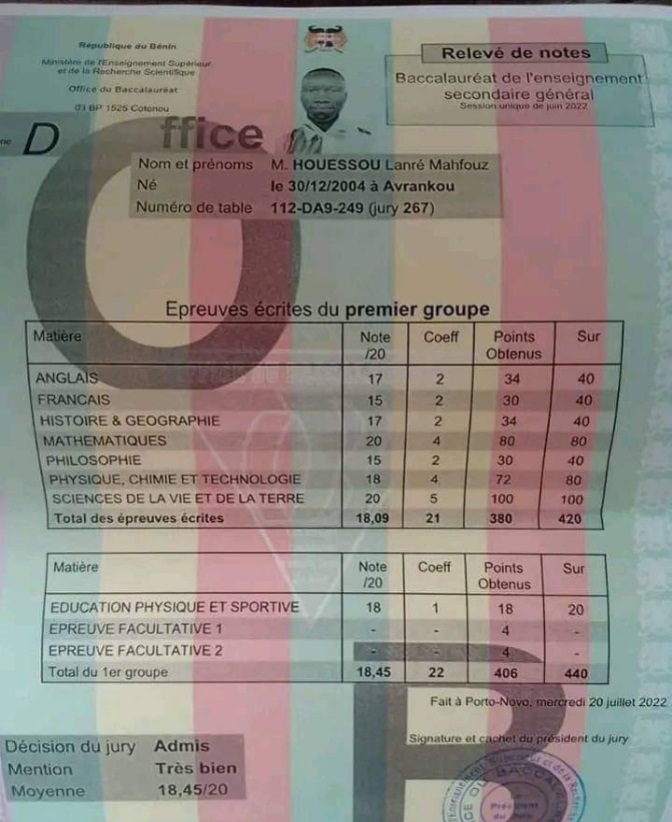 République du Bénin
Ministère de l'Enseignement Supérieur
et de la Recherche Scientifique
Office du Baccalauréat
03 BP 1525 Cotonou
Relevé de notes
Baccalauréat de l'enseignement
secondaire général
Session unique de juin 2022
D
Office
Nom et prénoms M. HOUESSOU Lanré Mahfouz
Né le 30/12/2004 à Avrankou
Numéro de table 112-DA9-249 (jury 267)
Epreuves écrites du premier groupe
Matière Note /20 Coeff Points Obtenus Sur
ANGLAIS 17 2 34 40
FRANCAIS 15 2 30 40
HISTOIRE & GEOGRAPHIE 17 2 34 40
MATHEMATIQUES 20 4 80 80
PHILOSOPHIE 15 2 30 40
PHYSIQUE, CHIMIE ET TECHNOLOGIE 18 4 72 80
SCIENCES DE LA VIE ET DE LA TERRE 20 5 100 100
Total des épreuves écrites 18,09 21 380 420
Matière Note /20 Coeff Points Obtenus Sur
EDUCATION PHYSIQUE ET SPORTIVE 18 1 18 20
EPREUVE FACULTATIVE 1 - - 4 -
EPREUVE FACULTATIVE 2 - - 4 -
Total du 1er groupe 18,45 22 406 440
Fait à Porto-Novo, mercredi 20 juillet 2022
Signature et cachet du président du jury
Décision du jury Admis
Mention Très bien
Moyenne 18,45/20